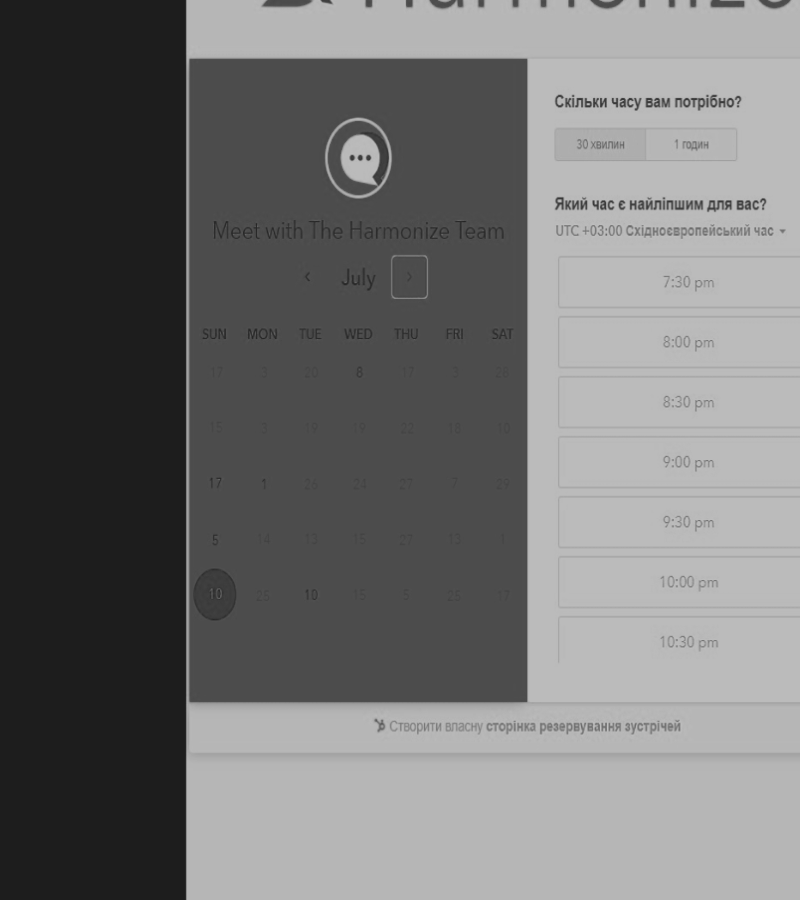 Harmonize
Meet with The Harmonize Team
July
SUN MON TUE WED THU FRI SAT
17 3 20 8 17 3 20
15 3 19 19 22 10 10
17 1 26 24 27 7 29
5 14 13 15 27 13 1
10 25 10 15 5 25 17
Скільки часу вам потрібно?
30 хвилин 1 годин
Який час є найліпшим для вас?
UTC +03:00 Східноєвропейський час
7:30 pm
8:00 pm
8:30 pm
9:00 pm
9:30 pm
10:00 pm
10:30 pm
Створити власну сторінка резервування зустрічей